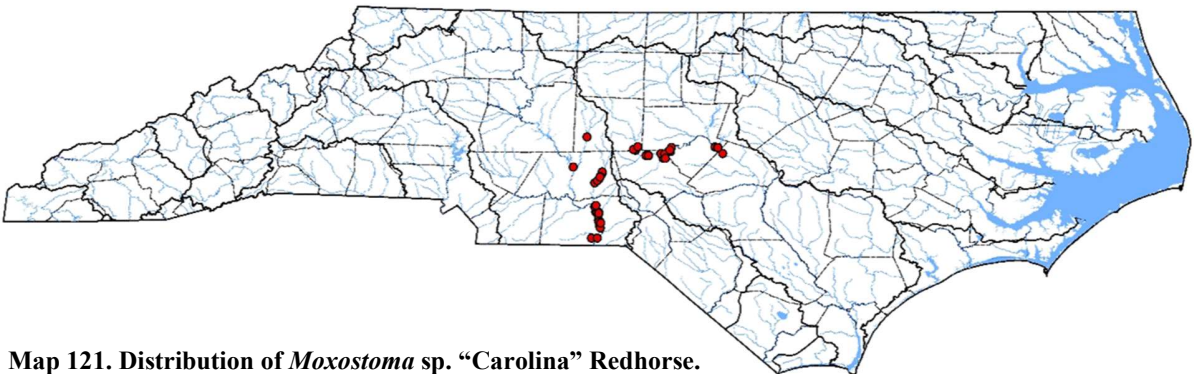 Map 121. Distribution of Moxostoma sp. “Carolina” Redhorse.